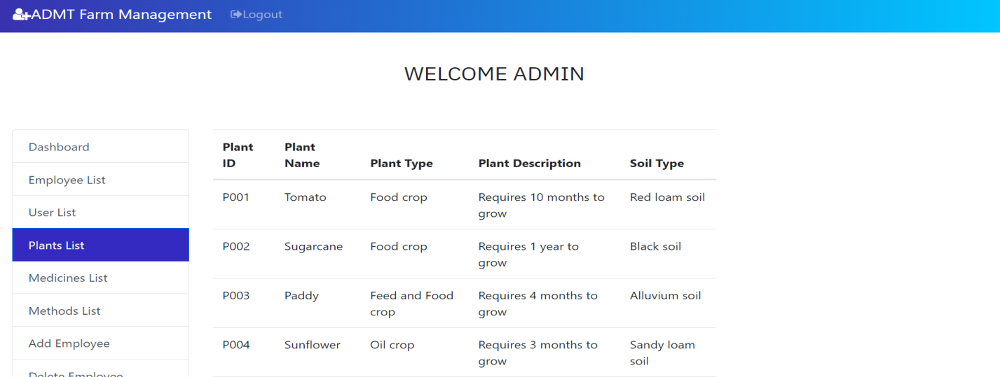 ADMT Farm Management Logout
WELCOME ADMIN
Dashboard
Employee List
User List
Plants List
Medicines List
Methods List
Add Employee
Delete Employee
Plant ID Plant Name Plant Type Plant Description Soil Type
P001 Tomato Food crop Requires 10 months to grow Red loam soil
P002 Sugarcane Food crop Requires 1 year to grow Black soil
P003 Paddy Feed and Food crop Requires 4 months to grow Alluvium soil
P004 Sunflower Oil crop Requires 3 months to grow Sandy loam soil